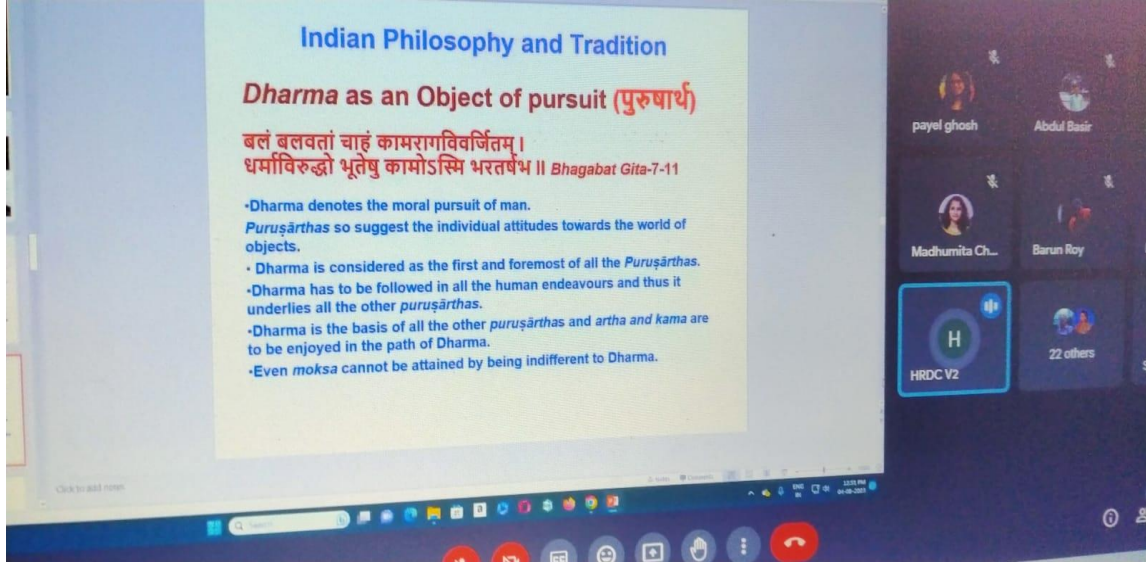 Indian Philosophy and Tradition
Dharma as an Object of pursuit (पुरुषार्थ)
बलं बलवतां चाहं कामरागविवर्जितम् ।
धर्माविरुद्धो भूतेषु कामोऽस्मि भरतर्षभ ॥ Bhagabat Gita-7-11
•Dharma denotes the moral pursuit of man.
Puruṣārthas so suggest the individual attitudes towards the world of
objects.
• Dharma is considered as the first and foremost of all the Puruṣārthas.
•Dharma has to be followed in all the human endeavours and thus it
underlies all the other puruṣārthas.
•Dharma is the basis of all the other puruṣārthas and artha and kama are
to be enjoyed in the path of Dharma.
•Even moksa cannot be attained by being indifferent to Dharma.
Click to add notes
Search
ENG
payel ghosh
Abdul Basir
Madhumita Ch...
Barun Roy
H
HRDC V2
22 others